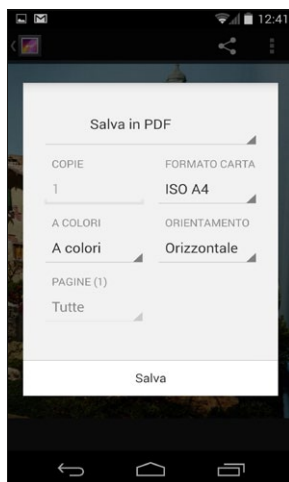 12:41
Salva in PDF
COPIE
FORMATO CARTA
1
ISO A4
A COLORI
ORIENTAMENTO
A colori
Orizzontale
PAGINE (1)
Tutte
Salva